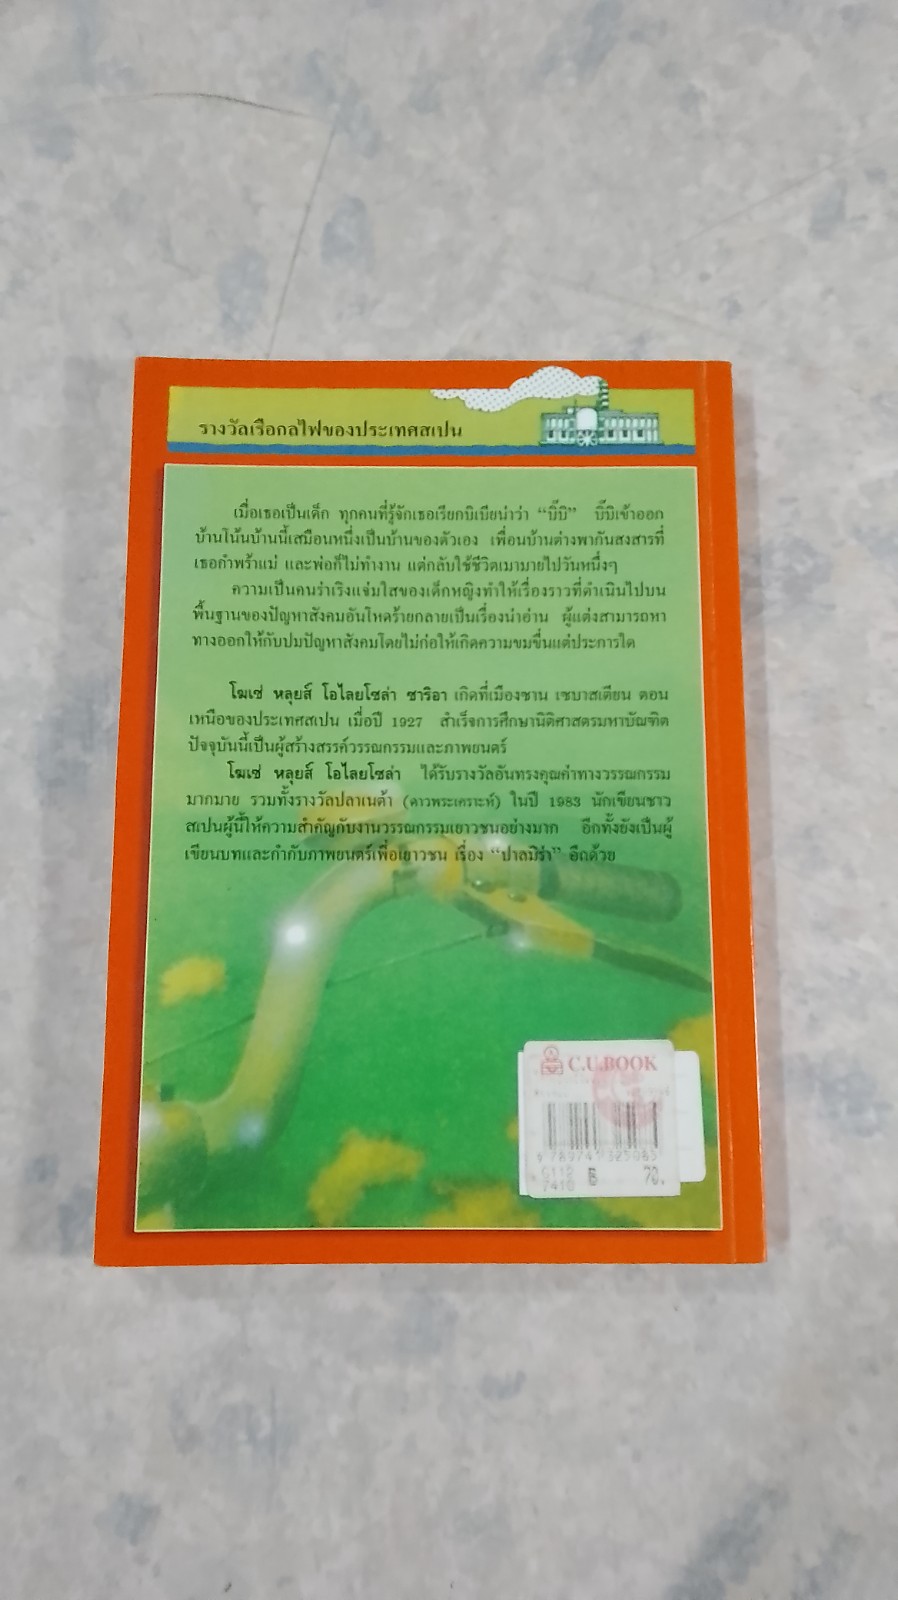 รางวัลเรือกลไฟของประเทศสเปน
เมื่อเธอเป็นเด็ก ทุกคนที่รู้จักเธอเรียกบิเบียน่าว่า “บิ๊บิ” บิ๊บิเข้าออก
บ้านโน้นบ้านนี้เสมือนหนึ่งเป็นบ้านของตัวเอง เพื่อนบ้านต่างพากันสงสารที่
เธอกำพร้าแม่ และพ่อก็ไม่ทำงาน แต่กลับใช้ชีวิตเมามายไปวันหนึ่งๆ
ความเป็นคนร่าเริงแจ่มใสของเด็กหญิงทำให้เรื่องราวที่ดำเนินไปบน
พื้นฐานของปัญหาสังคมอันโหดร้ายกลายเป็นเรื่องน่าอ่าน ผู้แต่งสามารถหา
ทางออกให้กับปมปัญหาสังคมโดยไม่ก่อให้เกิดความขมขื่นแต่ประการใด
โฆเซ่ หลุยส์ โอไลยโซล่า ซาริอา เกิดที่เมืองซาน เซบาสเตียน ตอน
เหนือของประเทศสเปน เมื่อปี 1927 สำเร็จการศึกษานิติศาสตรมหาบัณฑิต
ปัจจุบันนี้เป็นผู้สร้างสรรค์วรรณกรรมและภาพยนตร์
โฆเซ่ หลุยส์ โอไลยโซล่า ได้รับรางวัลอันทรงคุณค่าทางวรรณกรรม
มากมาย รวมทั้งรางวัลปลาเนต้า (ดาวพระเคราะห์) ในปี 1983 นักเขียนชาว
สเปนผู้นี้ให้ความสำคัญกับงานวรรณกรรมเยาวชนอย่างมาก อีกทั้งยังเป็นผู้
เขียนบทและกำกับภาพยนตร์เพื่อเยาวชน เรื่อง “ปาลมิร่า” อีกด้วย
C.U.BOOK
9 789741 325085
0112 B 70.
7410